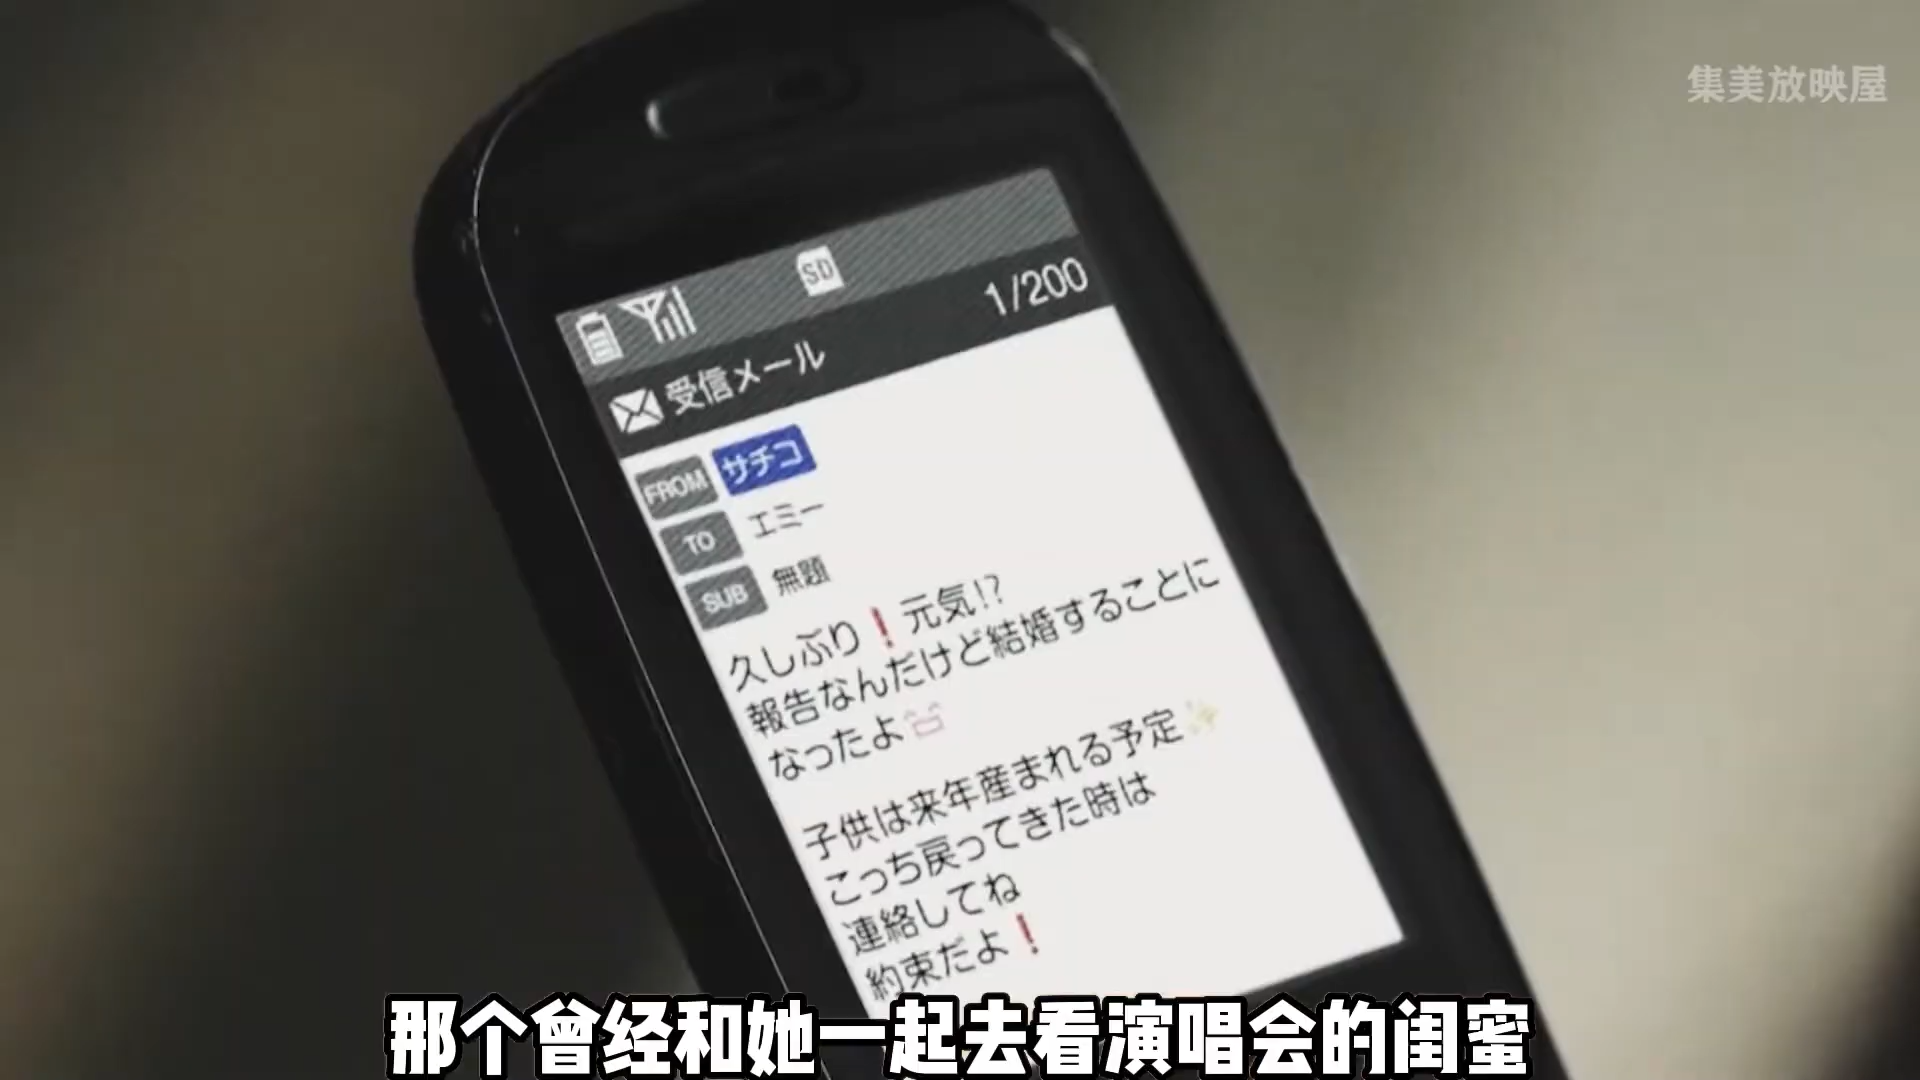 集美放映屋
SD
1/200
受信メール
FROM サチコ
TO エミー
SUB 無題
久しぶり❗元気!?
報告なんだけど結婚することに
なったよ
子供は来年産まれる予定✨
こっち戻ってきた時は
連絡してね
約束だよ❗
那个曾经和她一起去看演唱会的闺蜜